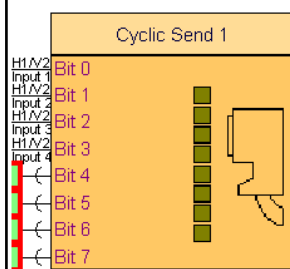 Cyclic Send 1
H1/V2
Input 1
Bit 0
H1/V2
Input 2
Bit 1
H1/V2
Input 3
Bit 2
H1/V2
Input 4
Bit 3
Bit 4
Bit 5
Bit 6
Bit 7